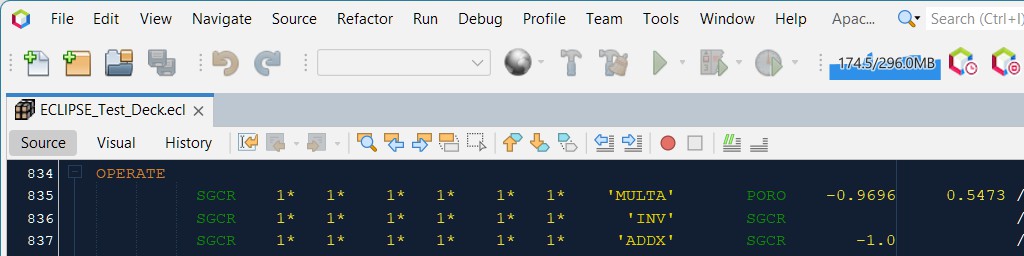 File Edit View Navigate Source Refactor Run Debug Profile Team Tools Window Help Apac... Search (Ctrl+I)
174.5/296.0MB
ECLIPSE_Test_Deck.ecl
Source Visual History
834 OPERATE
835 SGCR 1* 1* 1* 1* 1* 1* 'MULTA' PORO -0.9696 0.5473 /
836 SGCR 1* 1* 1* 1* 1* 1* 'INV' SGCR /
837 SGCR 1* 1* 1* 1* 1* 1* 'ADDX' SGCR -1.0 /